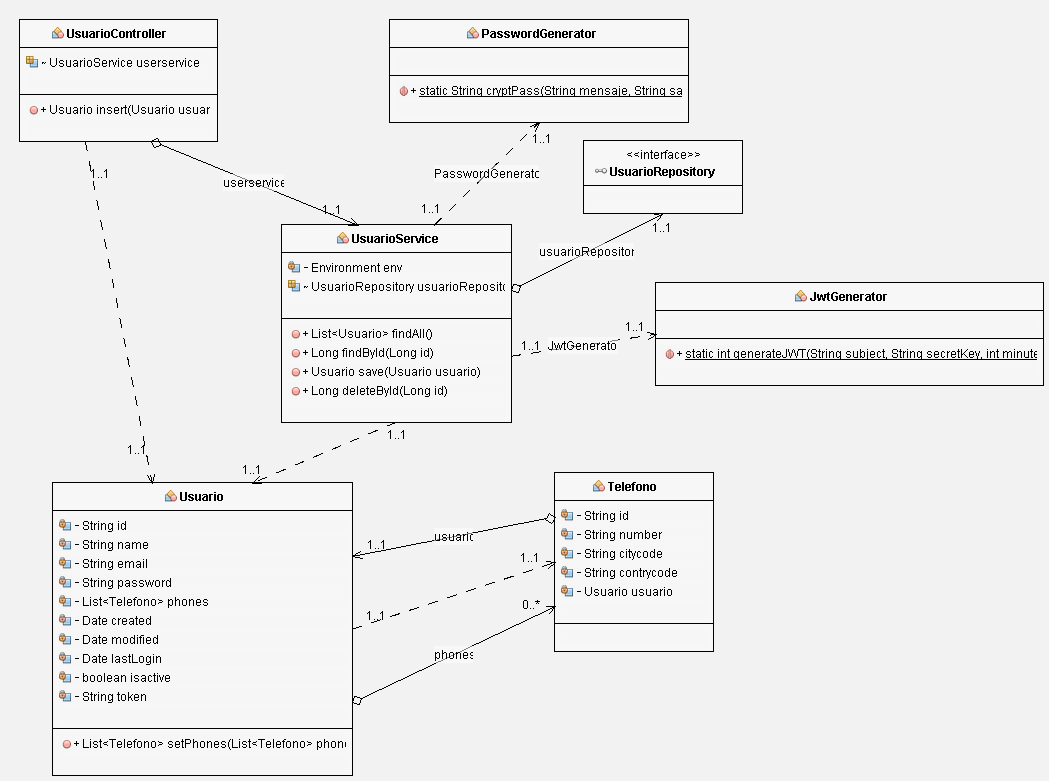 UsuarioController
~ UsuarioService userservice
+ Usuario insert(Usuario usuar
PasswordGenerator
+ static String cryptPass(String mensaje, String sa
<<interface>>
UsuarioRepository
1..1
userservice
1..1
1..1
PasswordGenerato
1..1
usuarioRepositor
1..1
UsuarioService
- Environment env
~ UsuarioRepository usuarioReposito
+ List<Usuario> findAll()
+ Long findById(Long id)
+ Usuario save(Usuario usuario)
+ Long deleteById(Long id)
JwtGenerator
+ static int generateJWT(String subject, String secretKey, int minute
1..1
JwtGenerato
1..1
1..1
1..1
1..1
Usuario
- String id
- String name
- String email
- String password
- List<Telefono> phones
- Date created
- Date modified
- Date lastLogin
- boolean isactive
- String token
+ List<Telefono> setPhones(List<Telefono> phon
Telefono
- String id
- String number
- String citycode
- String contrycode
- Usuario usuario
usuario
1..1
1..1
1..1
0..*
phones